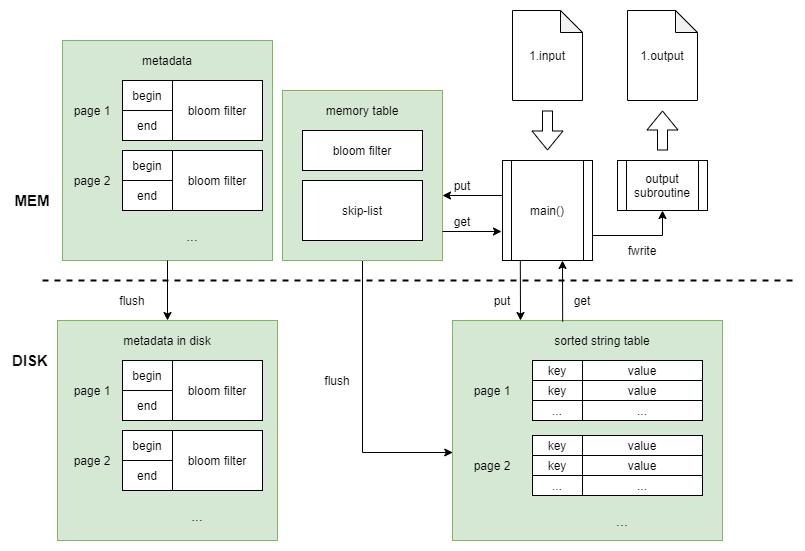 1.input
1.output
metadata
page 1
begin
end
bloom filter
page 2
begin
end
bloom filter
...
memory table
bloom filter
skip-list
put
get
main()
output
subroutine
fwrite
MEM
flush
put
get
DISK
metadata in disk
page 1
begin
end
bloom filter
page 2
begin
end
bloom filter
...
flush
sorted string table
page 1
key value
key value
... ...
page 2
key value
key value
... ...
...